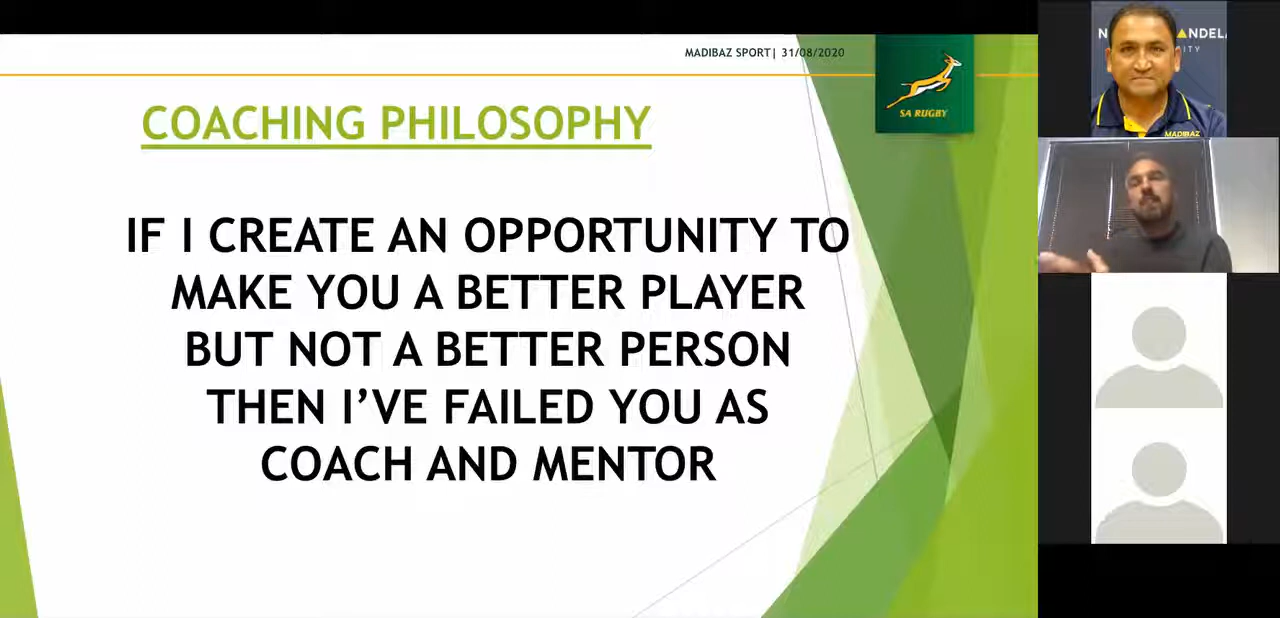 MADIBAZ SPORT| 31/08/2020
SA RUGBY
COACHING PHILOSOPHY
IF I CREATE AN OPPORTUNITY TO
MAKE YOU A BETTER PLAYER
BUT NOT A BETTER PERSON
THEN I’VE FAILED YOU AS
COACH AND MENTOR
MADIBAZ